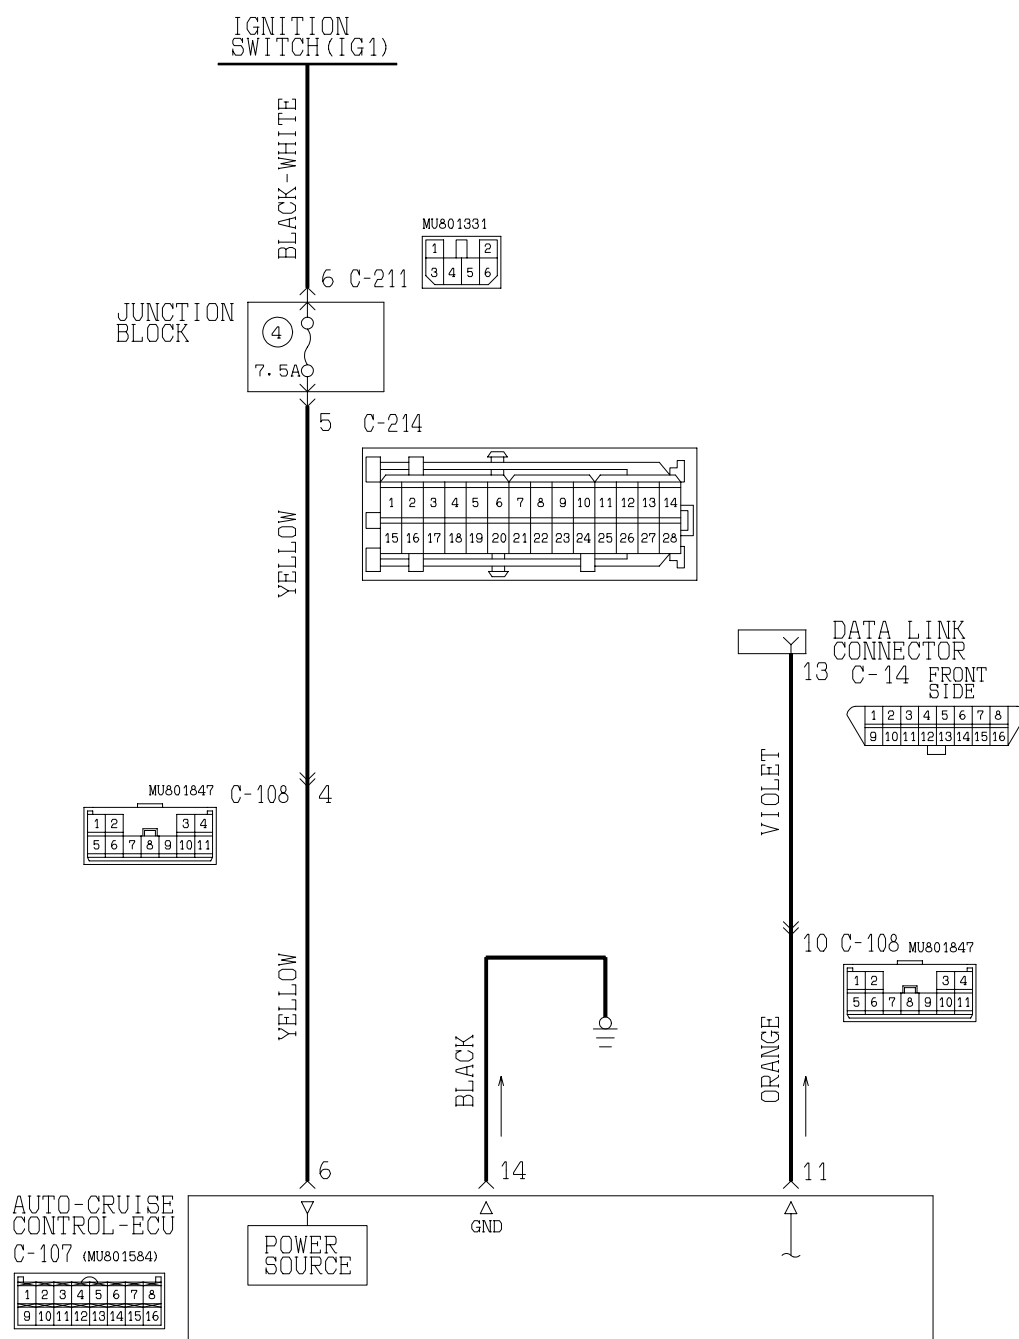 IGNITION
SWITCH(IG1)
BLACK-WHITE
MU801331
1 2
3 4 5 6
6 C-211
JUNCTION
BLOCK
4
7.5A
5 C-214
1 2 3 4 5 6 7 8 9 10 11 12 13 14
15 16 17 18 19 20 21 22 23 24 25 26 27 28
YELLOW
DATA LINK
CONNECTOR
13 C-14 FRONT
SIDE
1 2 3 4 5 6 7 8
9 10 11 12 13 14 15 16
VIOLET
MU801847 C-108 4
1 2 3 4
5 6 7 8 9 10 11
10 C-108 MU801847
1 2 3 4
5 6 7 8 9 10 11
YELLOW
BLACK
ORANGE
6
14
11
AUTO-CRUISE
CONTROL-ECU
C-107 (MU801584)
1 2 3 4 5 6 7 8
9 10 11 12 13 14 15 16
POWER
SOURCE
GND